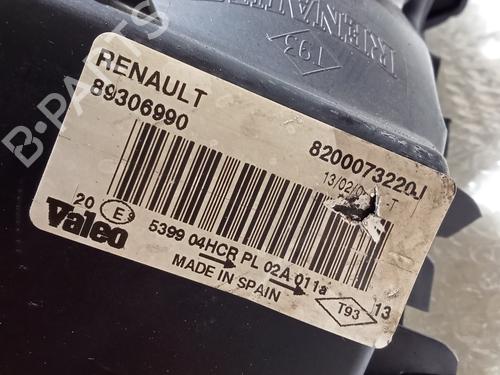 RENAULT
T93
RENAULT
89306990
8200073220J
13/02/
T
20 E
Valeo
5399 04HCR PL 02A 011a
MADE IN SPAIN
T93
13
B-PARTS